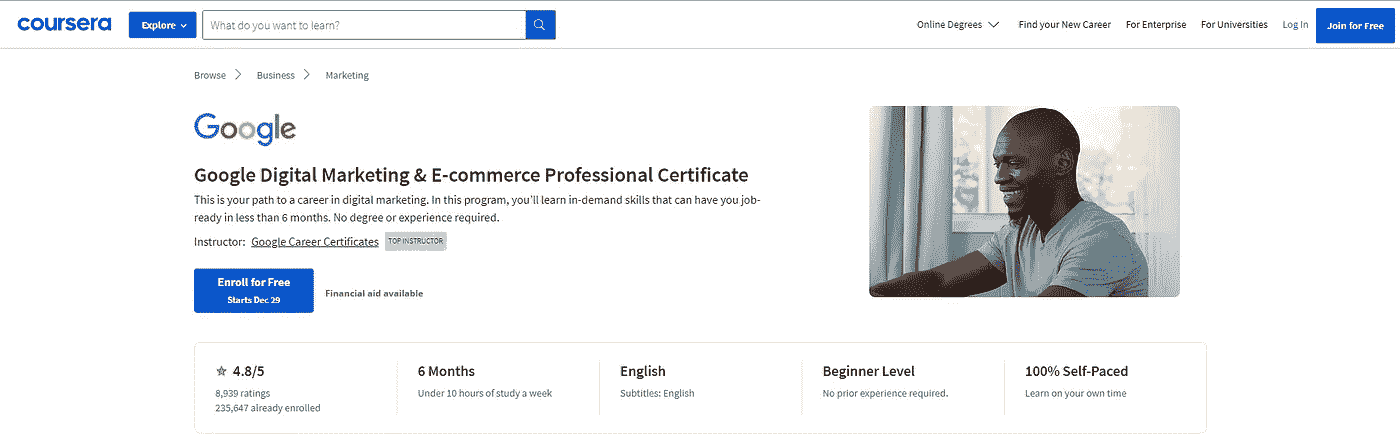 coursera
Explore
What do you want to learn?
Online Degrees
Find your New Career
For Enterprise
For Universities
Log In
Join for Free
Browse
Business
Marketing
Google
Google Digital Marketing & E-commerce Professional Certificate
This is your path to a career in digital marketing. In this program, you'll learn in-demand skills that can have you job-
ready in less than 6 months. No degree or experience required.
Instructor: Google Career Certificates TOP INSTRUCTOR
Enroll for Free
Starts Dec 29
Financial aid available
4.8/5
8,939 ratings
235,647 already enrolled
6 Months
Under 10 hours of study a week
English
Subtitles: English
Beginner Level
No prior experience required.
100% Self-Paced
Learn on your own time